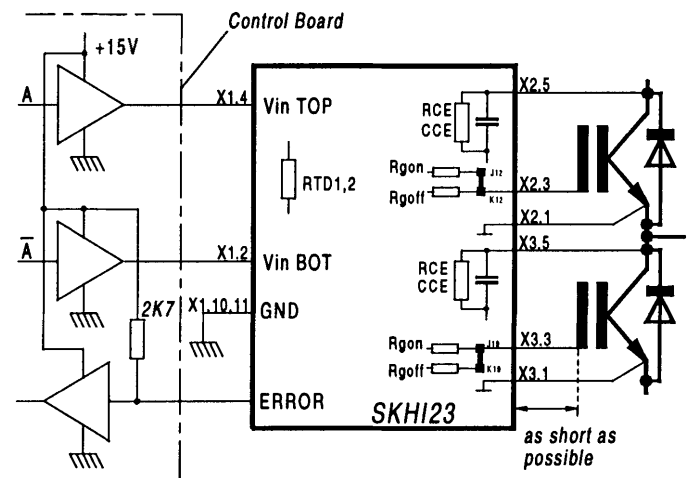 Control Board
+15V
A
X1.4
Vin TOP
RTD1,2
RCE
CCE
Rgon
Rgoff
J12
K12
X2.5
X2.3
X2.1
A̅
X1.2
Vin BOT
2K7
X1.10,11
GND
RCE
CCE
Rgon
Rgoff
J19
K19
X3.5
X3.3
X3.1
ERROR
SKHI23
as short as
possible